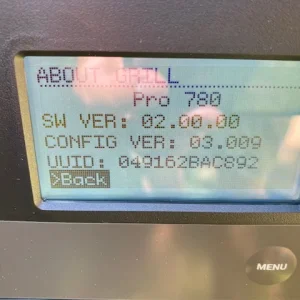 ABOUT GRILL
Pro 780
SW VER: 02.00.00
CONFIG VER: 03.009
UUID: 049162BAC892
>Back
MENU